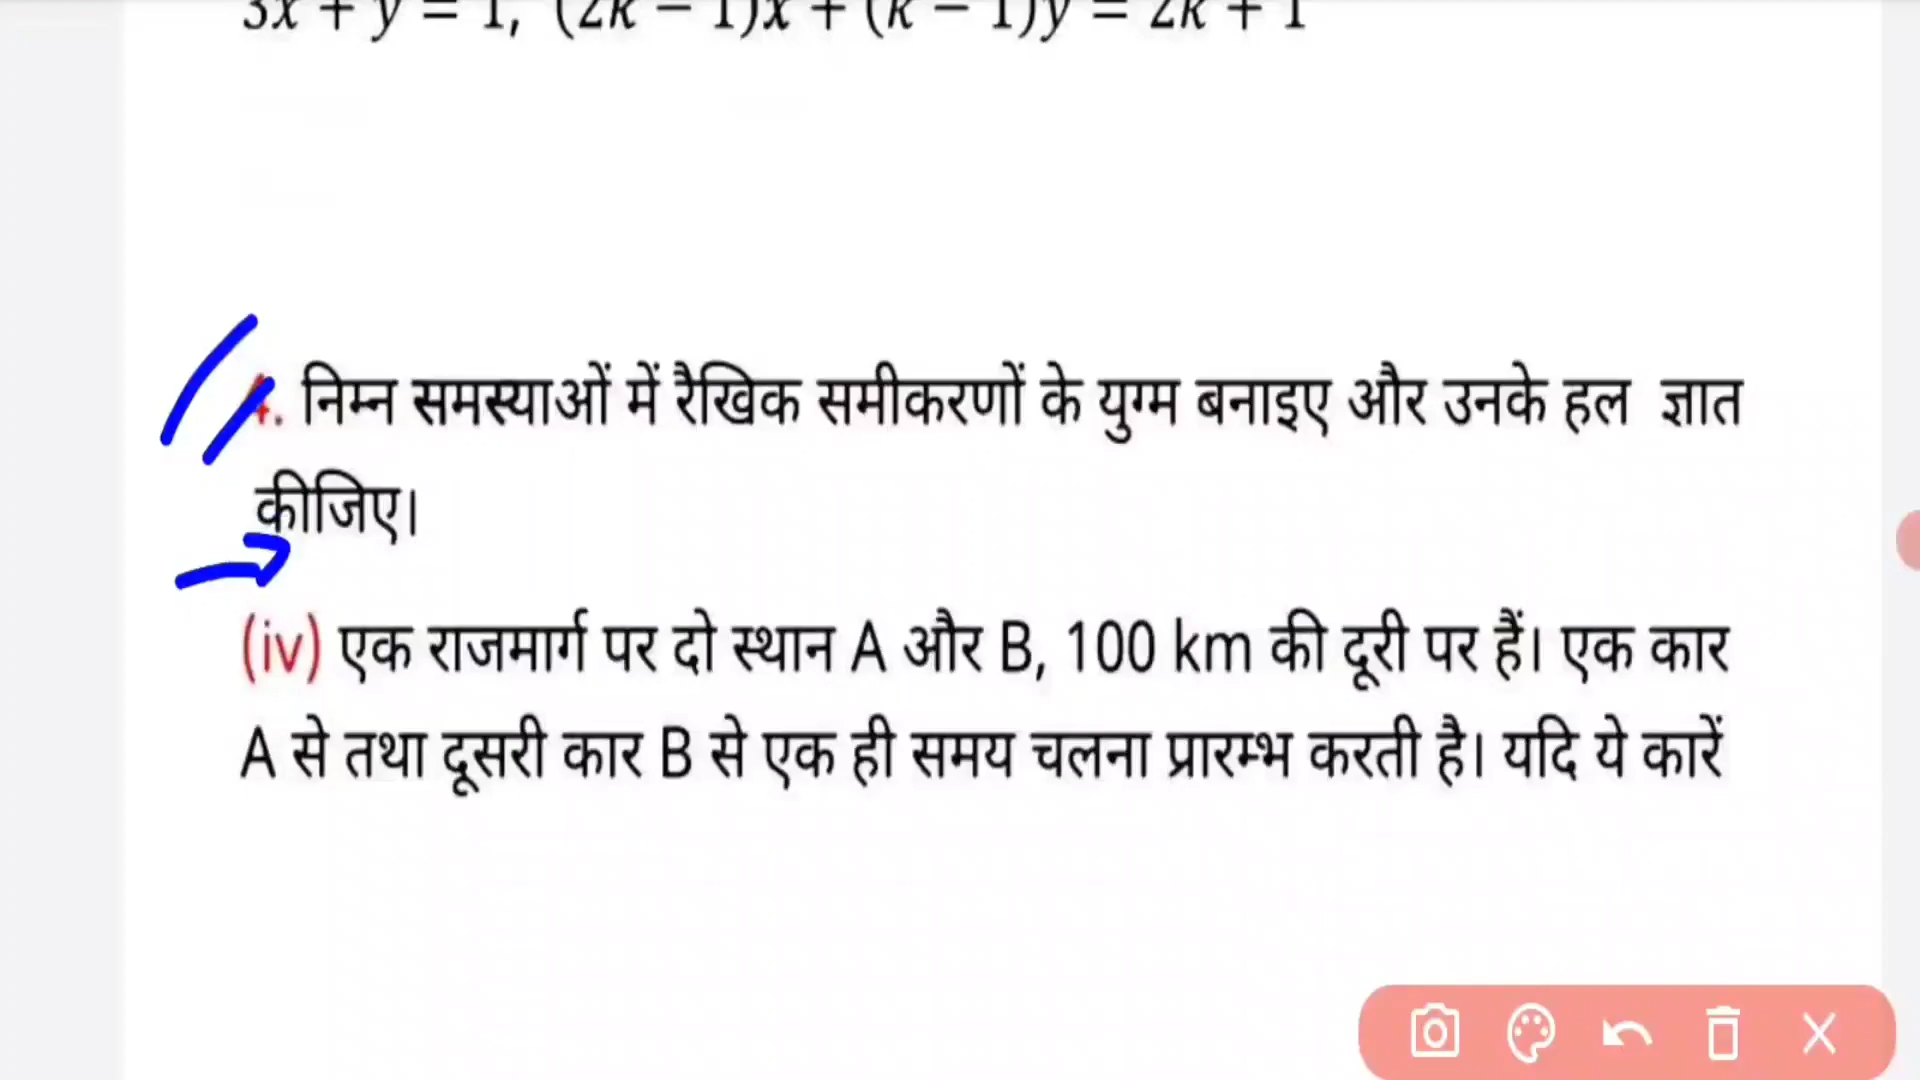 3x + y = 1, (2k − 1)x + (k − 1)y = 2k + 1
4. निम्न समस्याओं में रैखिक समीकरणों के युग्म बनाइए और उनके हल ज्ञात
कीजिए।
(iv) एक राजमार्ग पर दो स्थान A और B, 100 km की दूरी पर हैं। एक कार
A से तथा दूसरी कार B से एक ही समय चलना प्रारम्भ करती है। यदि ये कारें